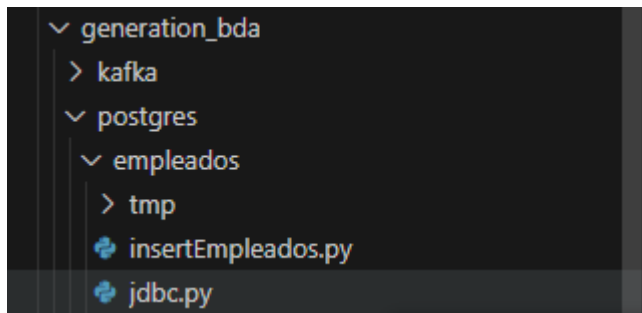 generation_bda
kafka
postgres
empleados
tmp
insertEmpleados.py
jdbc.py